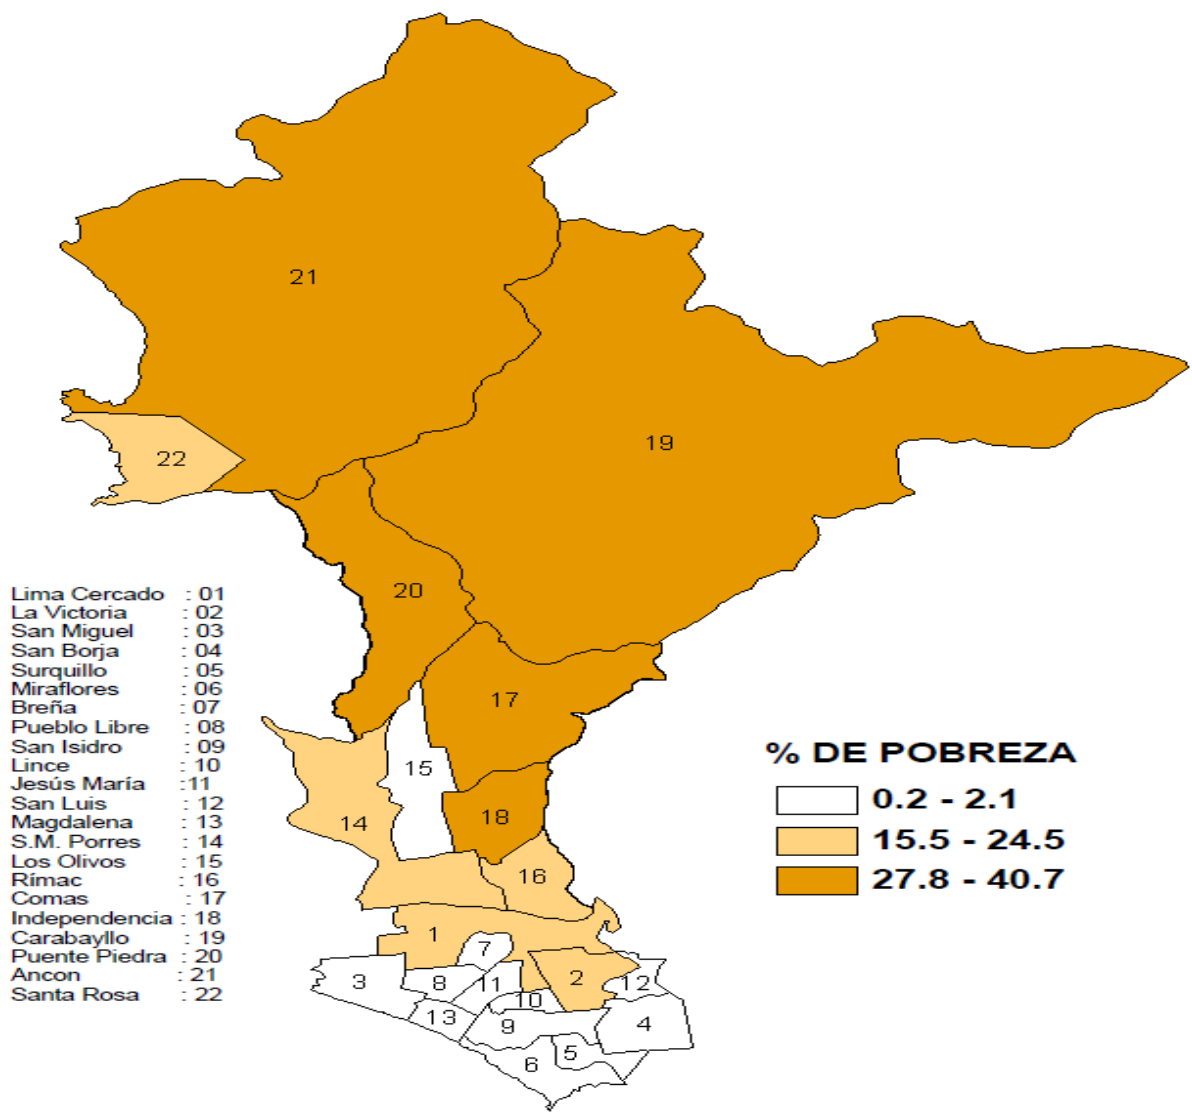 21
19
22
20
17
15
18
14
16
1
7
2
3
8
11
12
10
13
9
4
5
6
Lima Cercado : 01
La Victoria : 02
San Miguel : 03
San Borja : 04
Surquillo : 05
Miraflores : 06
Breña : 07
Pueblo Libre : 08
San Isidro : 09
Lince : 10
Jesús María :11
San Luis : 12
Magdalena : 13
S.M. Porres : 14
Los Olivos : 15
Rímac : 16
Comas : 17
Independencia : 18
Carabayllo : 19
Puente Piedra : 20
Ancon : 21
Santa Rosa : 22
% DE POBREZA
0.2 - 2.1
15.5 - 24.5
27.8 - 40.7